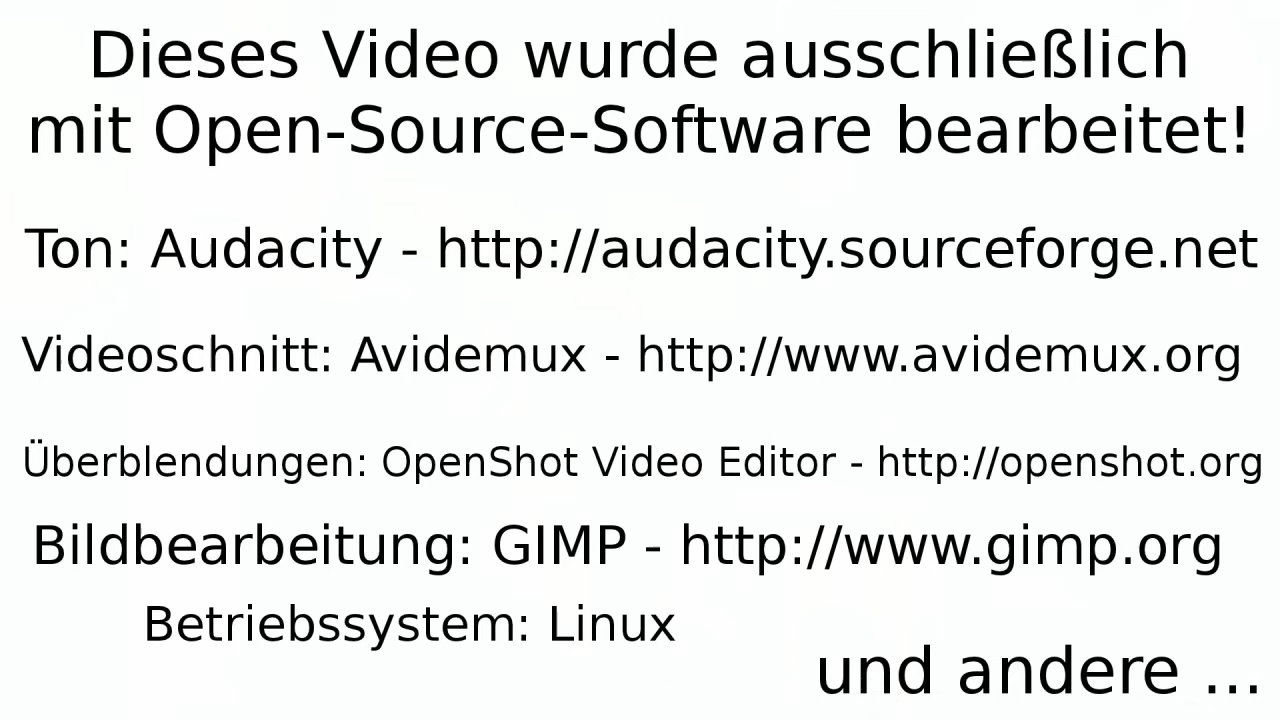 Dieses Video wurde ausschließlich
mit Open-Source-Software bearbeitet!
Ton: Audacity - http://audacity.sourceforge.net
Videoschnitt: Avidemux - http://www.avidemux.org
Überblendungen: OpenShot Video Editor - http://openshot.org
Bildbearbeitung: GIMP - http://www.gimp.org
Betriebssystem: Linux
und andere ...